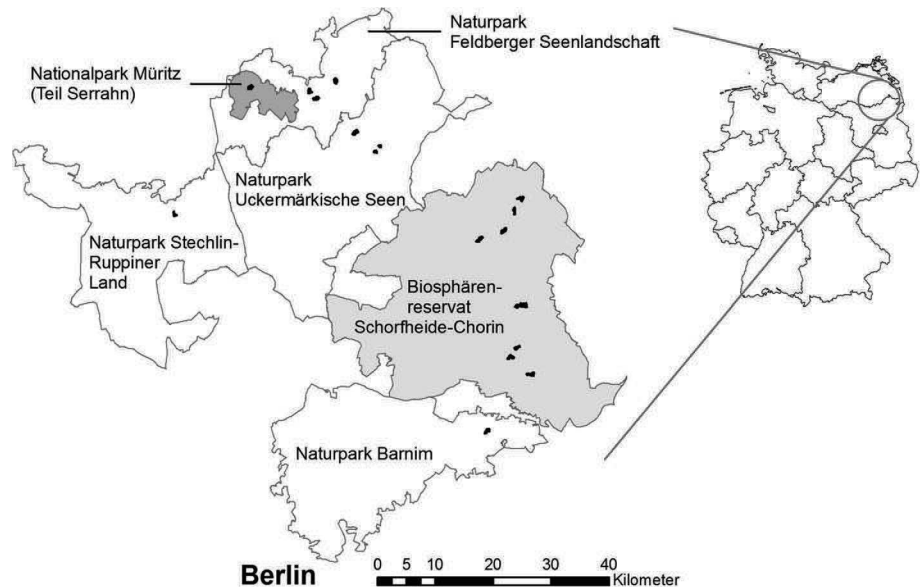 Naturpark
Feldberger Seenlandschaft
Nationalpark Müritz
(Teil Serrahn)
Naturpark
Uckermärkische Seen
Naturpark Stechlin-
Ruppiner
Land
Biosphären-
reservat
Schorfheide-Chorin
Naturpark Barnim
Berlin
0 5 10 20 30 40
Kilometer